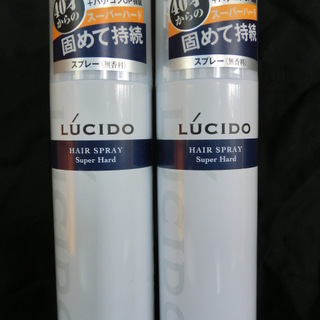 40才からの
スーパーハード
固めて持続
スプレー(無香料)
LÚCIDO
HAIR SPRAY
Super Hard
40才からの
スーパーハード
固めて持続
スプレー(無香料)
LÚCIDO
HAIR SPRAY
Super Hard